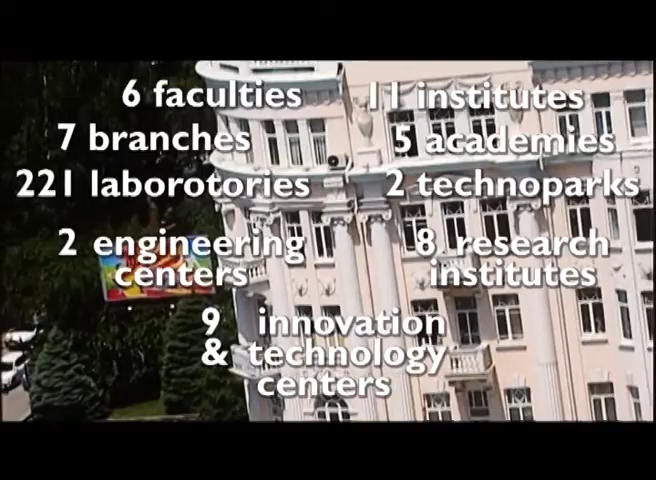 6 faculties
11 institutes
7 branches
5 academies
221 laborotories
2 technoparks
2 engineering
centers
8 research
institutes
9 innovation
& technology
centers